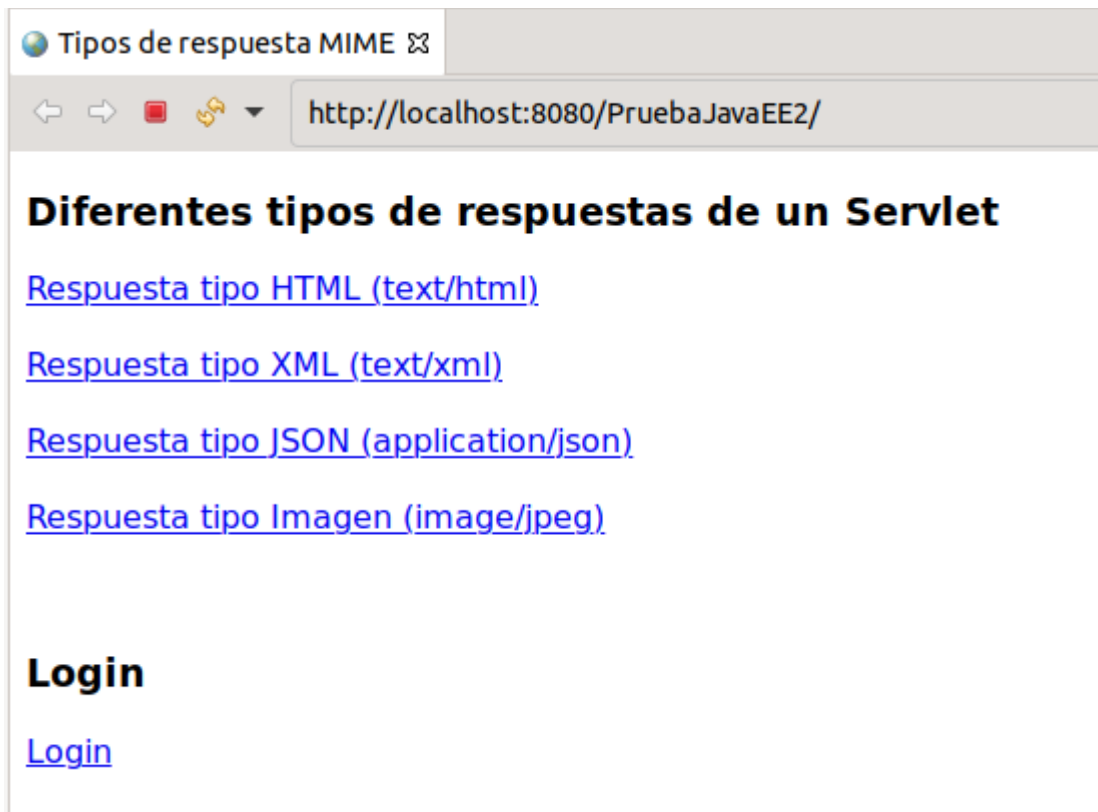 Tipos de respuesta MIME
http://localhost:8080/PruebaJavaEE2/
Diferentes tipos de respuestas de un Servlet
Respuesta tipo HTML (text/html)
Respuesta tipo XML (text/xml)
Respuesta tipo JSON (application/json)
Respuesta tipo Imagen (image/jpeg)
Login
Login